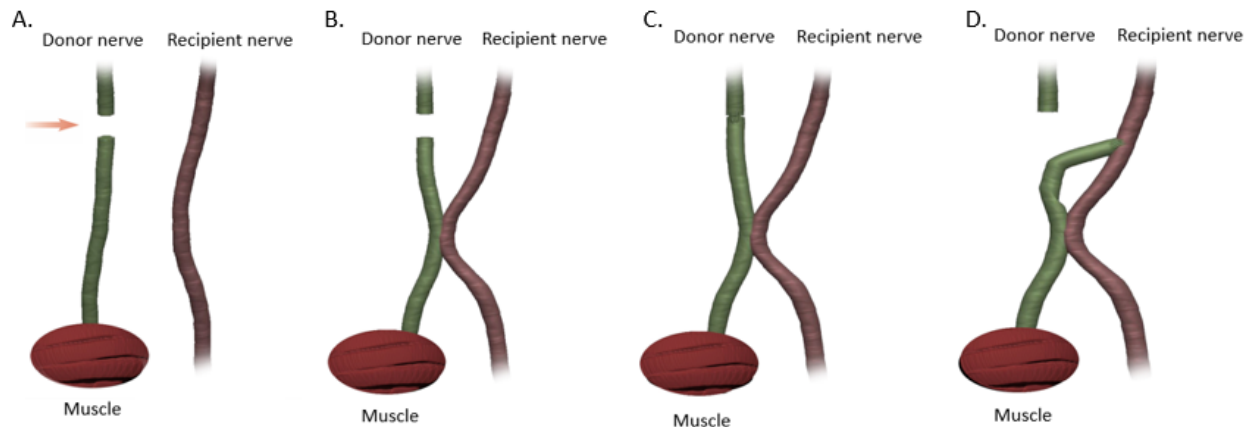 A.
Donor nerve
Recipient nerve
Muscle
B.
Donor nerve
Recipient nerve
Muscle
C.
Donor nerve
Recipient nerve
Muscle
D.
Donor nerve
Recipient nerve
Muscle